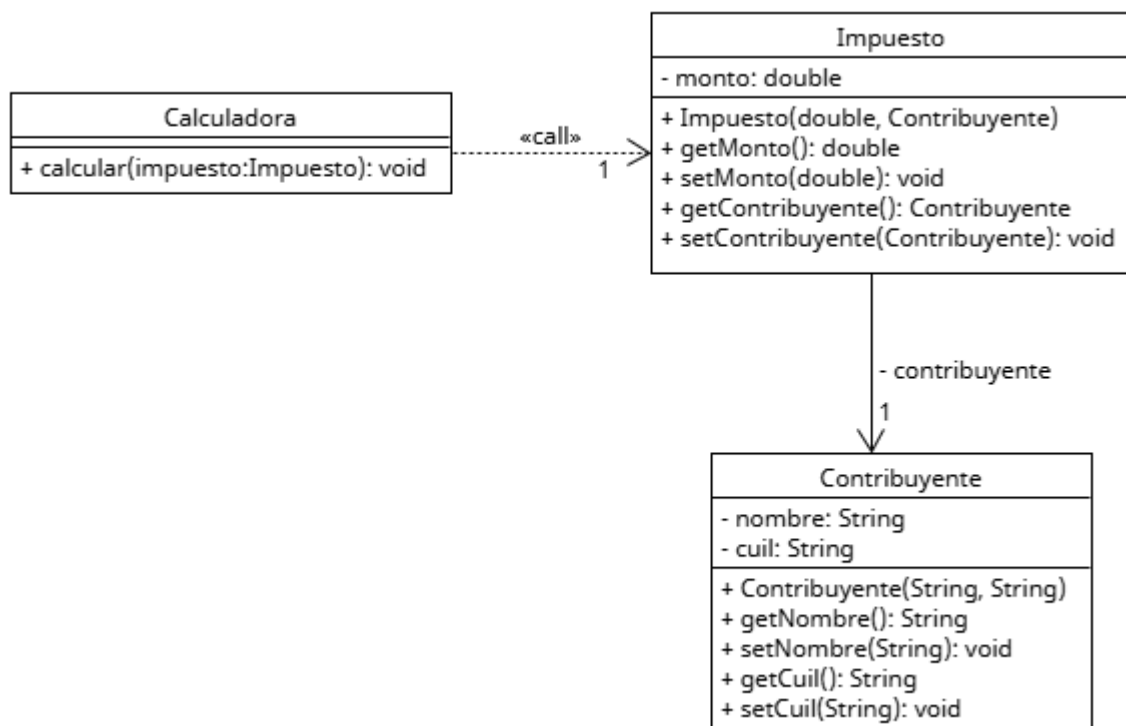 Calculadora
+ calcular(impuesto:Impuesto): void
«call»
1
Impuesto
- monto: double
+ Impuesto(double, Contribuyente)
+ getMonto(): double
+ setMonto(double): void
+ getContribuyente(): Contribuyente
+ setContribuyente(Contribuyente): void
- contribuyente
1
Contribuyente
- nombre: String
- cuil: String
+ Contribuyente(String, String)
+ getNombre(): String
+ setNombre(String): void
+ getCuil(): String
+ setCuil(String): void